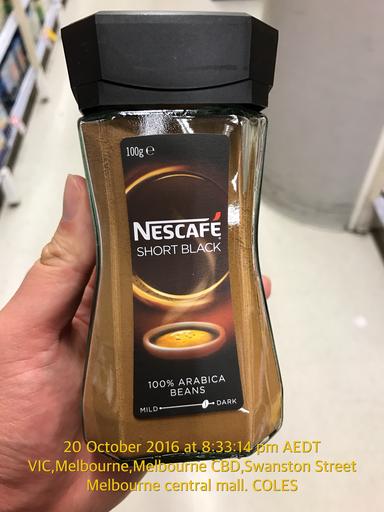 100g ℮
NESCAFÉ
SHORT BLACK
100% ARABICA
BEANS
MILD DARK
20 October 2016 at 8:33:14 pm AEDT
VIC,Melbourne,Melbourne CBD,Swanston Street
Melbourne central mall. COLES